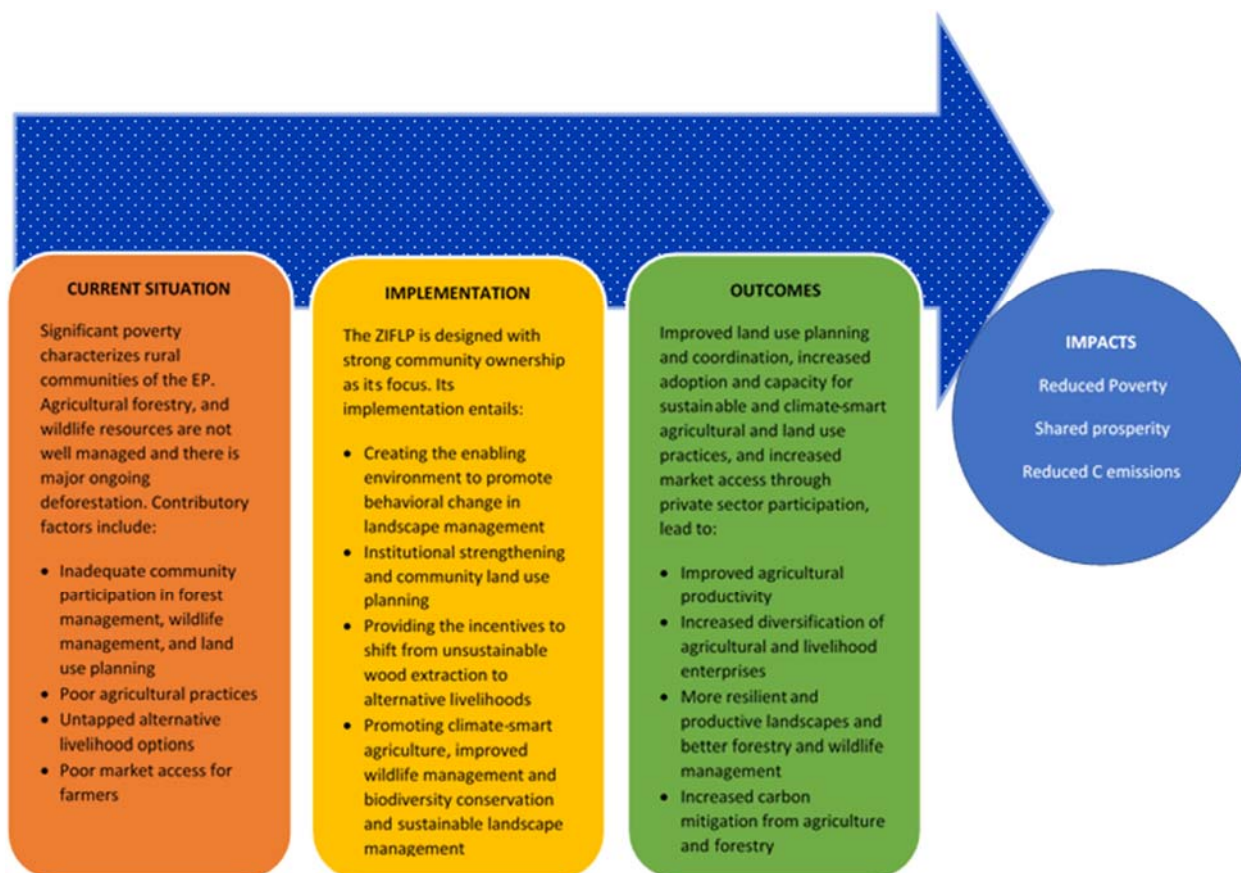 CURRENT SITUATION
Significant poverty
characterizes rural
communities of the EP.
Agricultural forestry, and
wildlife resources are not
well managed and there is
major ongoing
deforestation. Contributory
factors include:
• Inadequate community
participation in forest
management, wildlife
management, and land
use planning
• Poor agricultural practices
• Untapped alternative
livelihood options
• Poor market access for
farmers
IMPLEMENTATION
The ZIFLP is designed with
strong community ownership
as its focus. Its
implementation entails:
• Creating the enabling
environment to promote
behavioral change in
landscape management
• Institutional strengthening
and community land use
planning
• Providing the incentives to
shift from unsustainable
wood extraction to
alternative livelihoods
• Promoting climate-smart
agriculture, improved
wildlife management and
biodiversity conservation
and sustainable landscape
management
OUTCOMES
Improved land use planning
and coordination, increased
adoption and capacity for
sustainable and climate-smart
agricultural and land use
practices, and increased
market access through
private sector participation,
lead to:
• Improved agricultural
productivity
• Increased diversification of
agricultural and livelihood
enterprises
• More resilient and
productive landscapes and
better forestry and wildlife
management
• Increased carbon
mitigation from agriculture
and forestry
IMPACTS
Reduced Poverty
Shared prosperity
Reduced C emissions